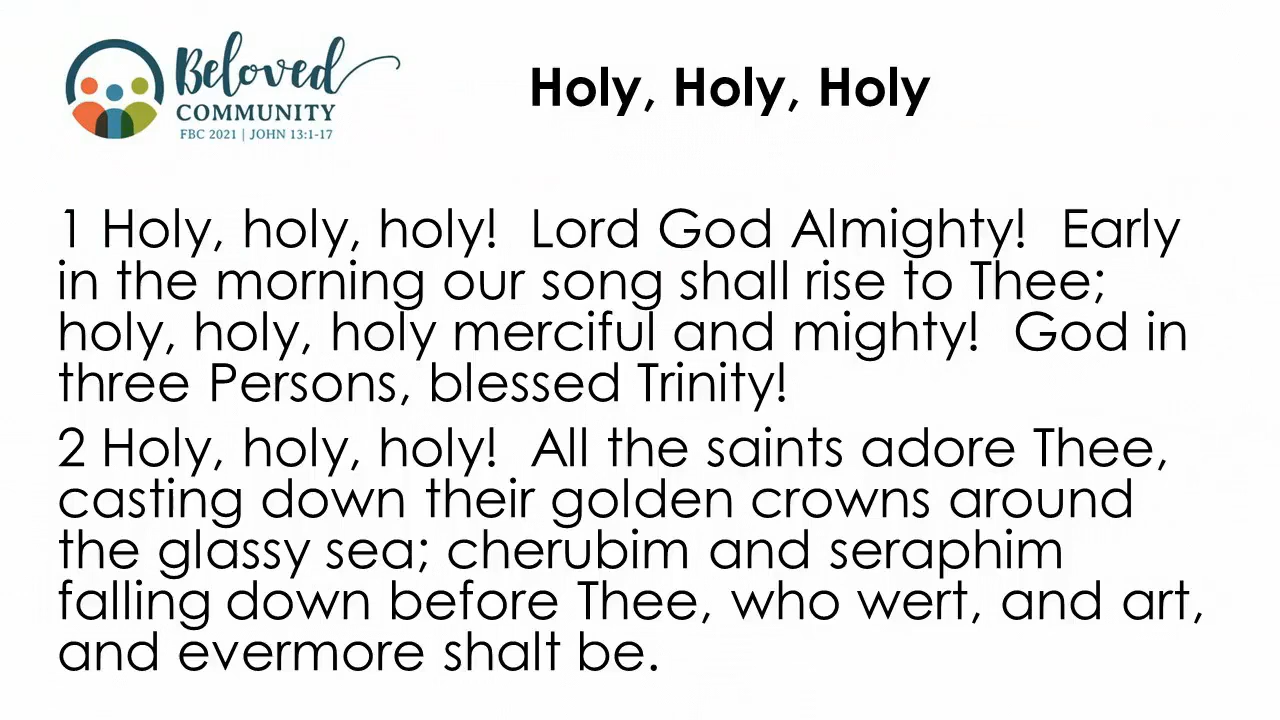 Beloved
COMMUNITY
FBC 2021 | JOHN 13:1-17
Holy, Holy, Holy
1 Holy, holy, holy!  Lord God Almighty!  Early
in the morning our song shall rise to Thee;
holy, holy, holy merciful and mighty!  God in
three Persons, blessed Trinity!
2 Holy, holy, holy!  All the saints adore Thee,
casting down their golden crowns around
the glassy sea; cherubim and seraphim
falling down before Thee, who wert, and art,
and evermore shalt be.